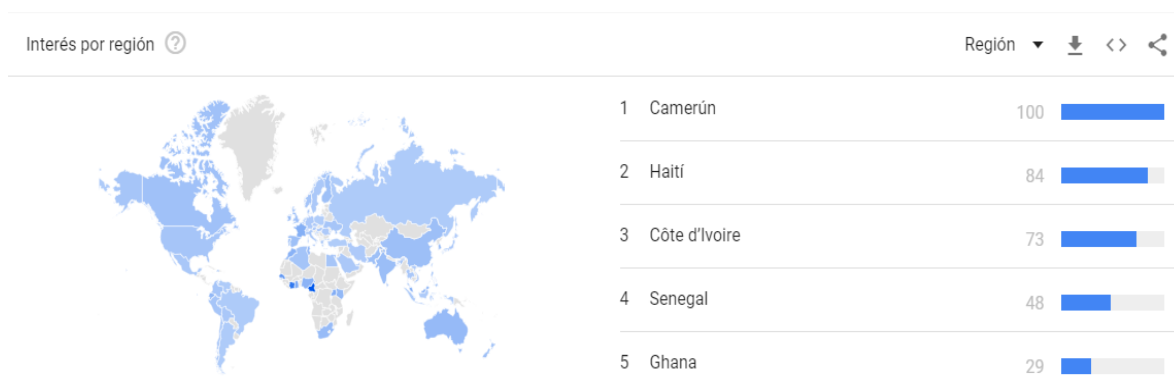 Interés por región ?
Región
1 Camerún 100
2 Haití 84
3 Côte d'Ivoire 73
4 Senegal 48
5 Ghana 29